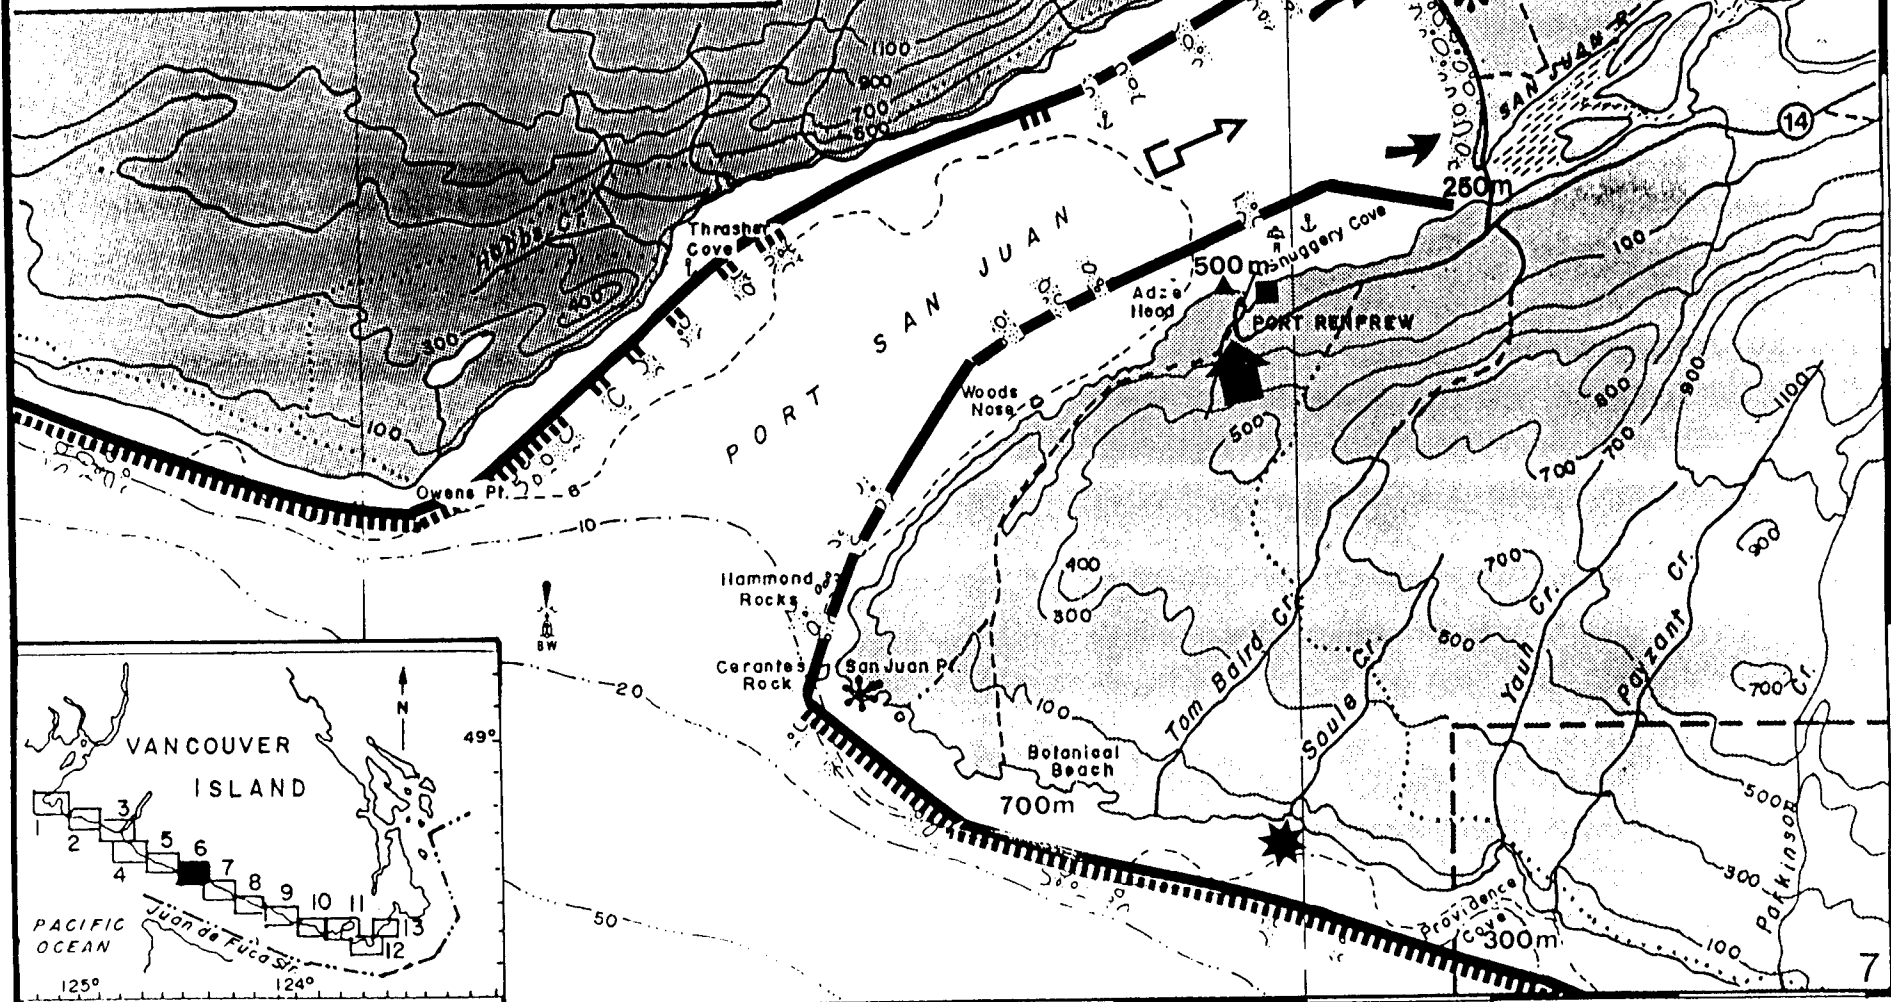 1100
900
700
500
SAN JUAN R.
14
250m
Thrasher
Cove
Hobbs Cr.
400
300
100
Owens Pt.
6
10
PORT SAN JUAN
Snuggery Cove
500m
Adze
Head
PORT RENFREW
100
Woods
Nose
500
800
900
1100
700
700
400
300
700
900
Hammond
Rocks
BW
Cerantes
Rock
San Juan Pt.
20
100
Tom Baird Cr.
Soule Cr.
500
Yauh Cr.
Payzant Cr.
700
Botanical
Beach
700m
500
300
Parkinson Cr.
50
Providence
Cove
300m
100
7
N
49°
VANCOUVER
ISLAND
1
2
3
4
5
6
7
8
9
10
11
12
13
PACIFIC
OCEAN
Juan de Fuca Str.
125°
124°